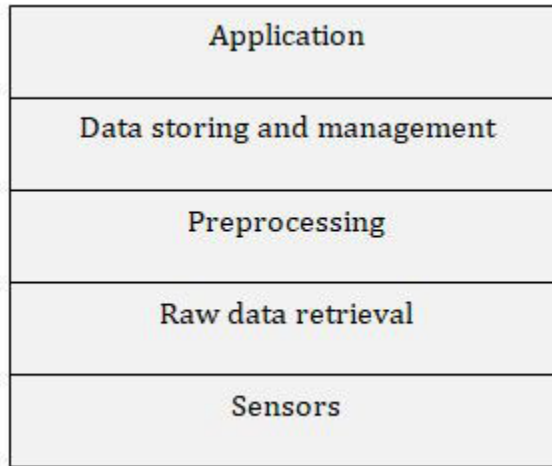 Application
Data storing and management
Preprocessing
Raw data retrieval
Sensors